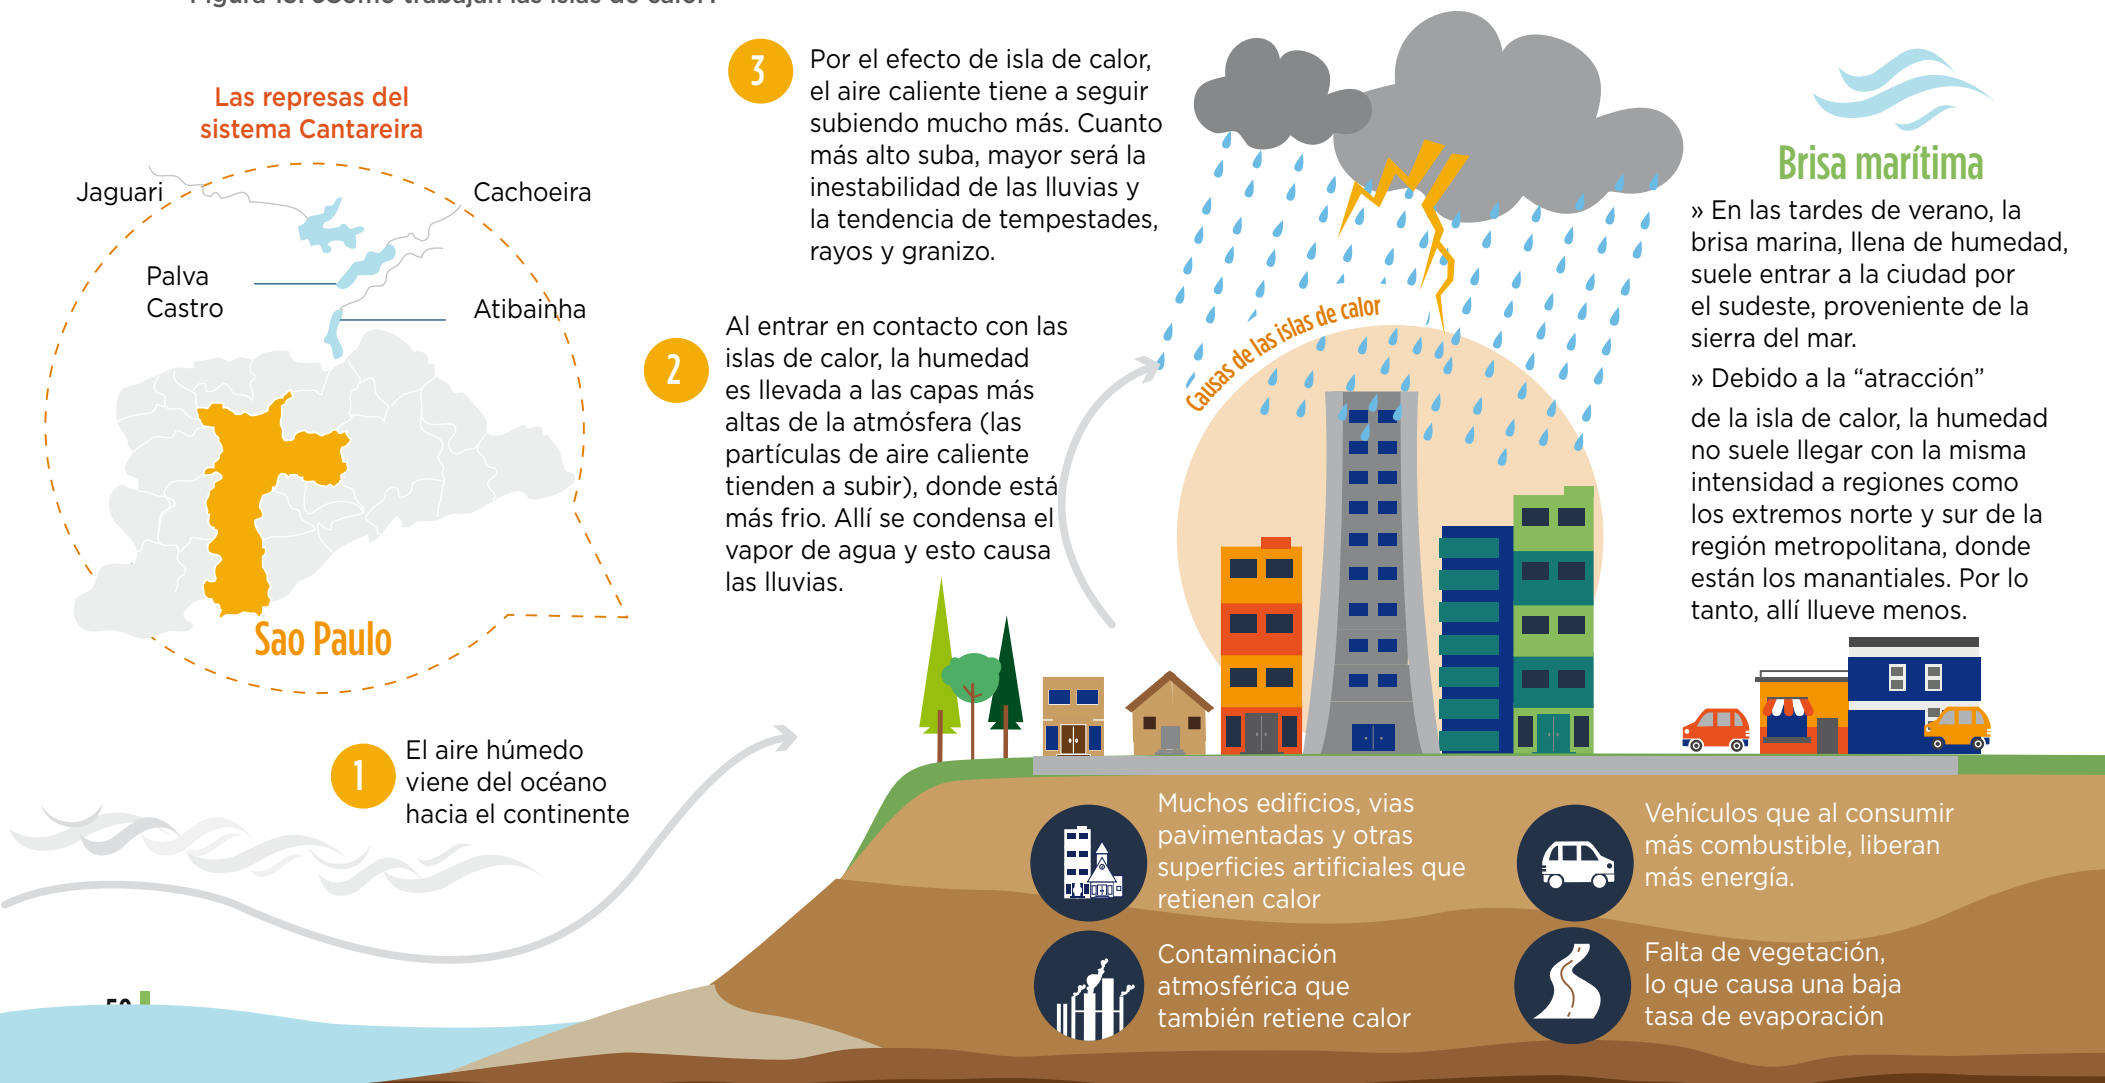 Las represas del
sistema Cantareira
Jaguari
Cachoeira
Palva
Castro
Atibainha
Sao Paulo
1
El aire húmedo
viene del océano
hacia el continente
2
Al entrar en contacto con las
islas de calor, la humedad
es llevada a las capas más
altas de la atmósfera (las
partículas de aire caliente
tienden a subir), donde está
más frio. Allí se condensa el
vapor de agua y esto causa
las lluvias.
3
Por el efecto de isla de calor,
el aire caliente tiene a seguir
subiendo mucho más. Cuanto
más alto suba, mayor será la
inestabilidad de las lluvias y
la tendencia de tempestades,
rayos y granizo.
Causas de las islas de calor
Brisa marítima
» En las tardes de verano, la
brisa marina, llena de humedad,
suele entrar a la ciudad por
el sudeste, proveniente de la
sierra del mar.
» Debido a la “atracción”
de la isla de calor, la humedad
no suele llegar con la misma
intensidad a regiones como
los extremos norte y sur de la
región metropolitana, donde
están los manantiales. Por lo
tanto, allí llueve menos.
Muchos edificios, vias
pavimentadas y otras
superficies artificiales que
retienen calor
Vehículos que al consumir
más combustible, liberan
más energía.
Contaminación
atmosférica que
también retiene calor
Falta de vegetación,
lo que causa una baja
tasa de evaporación